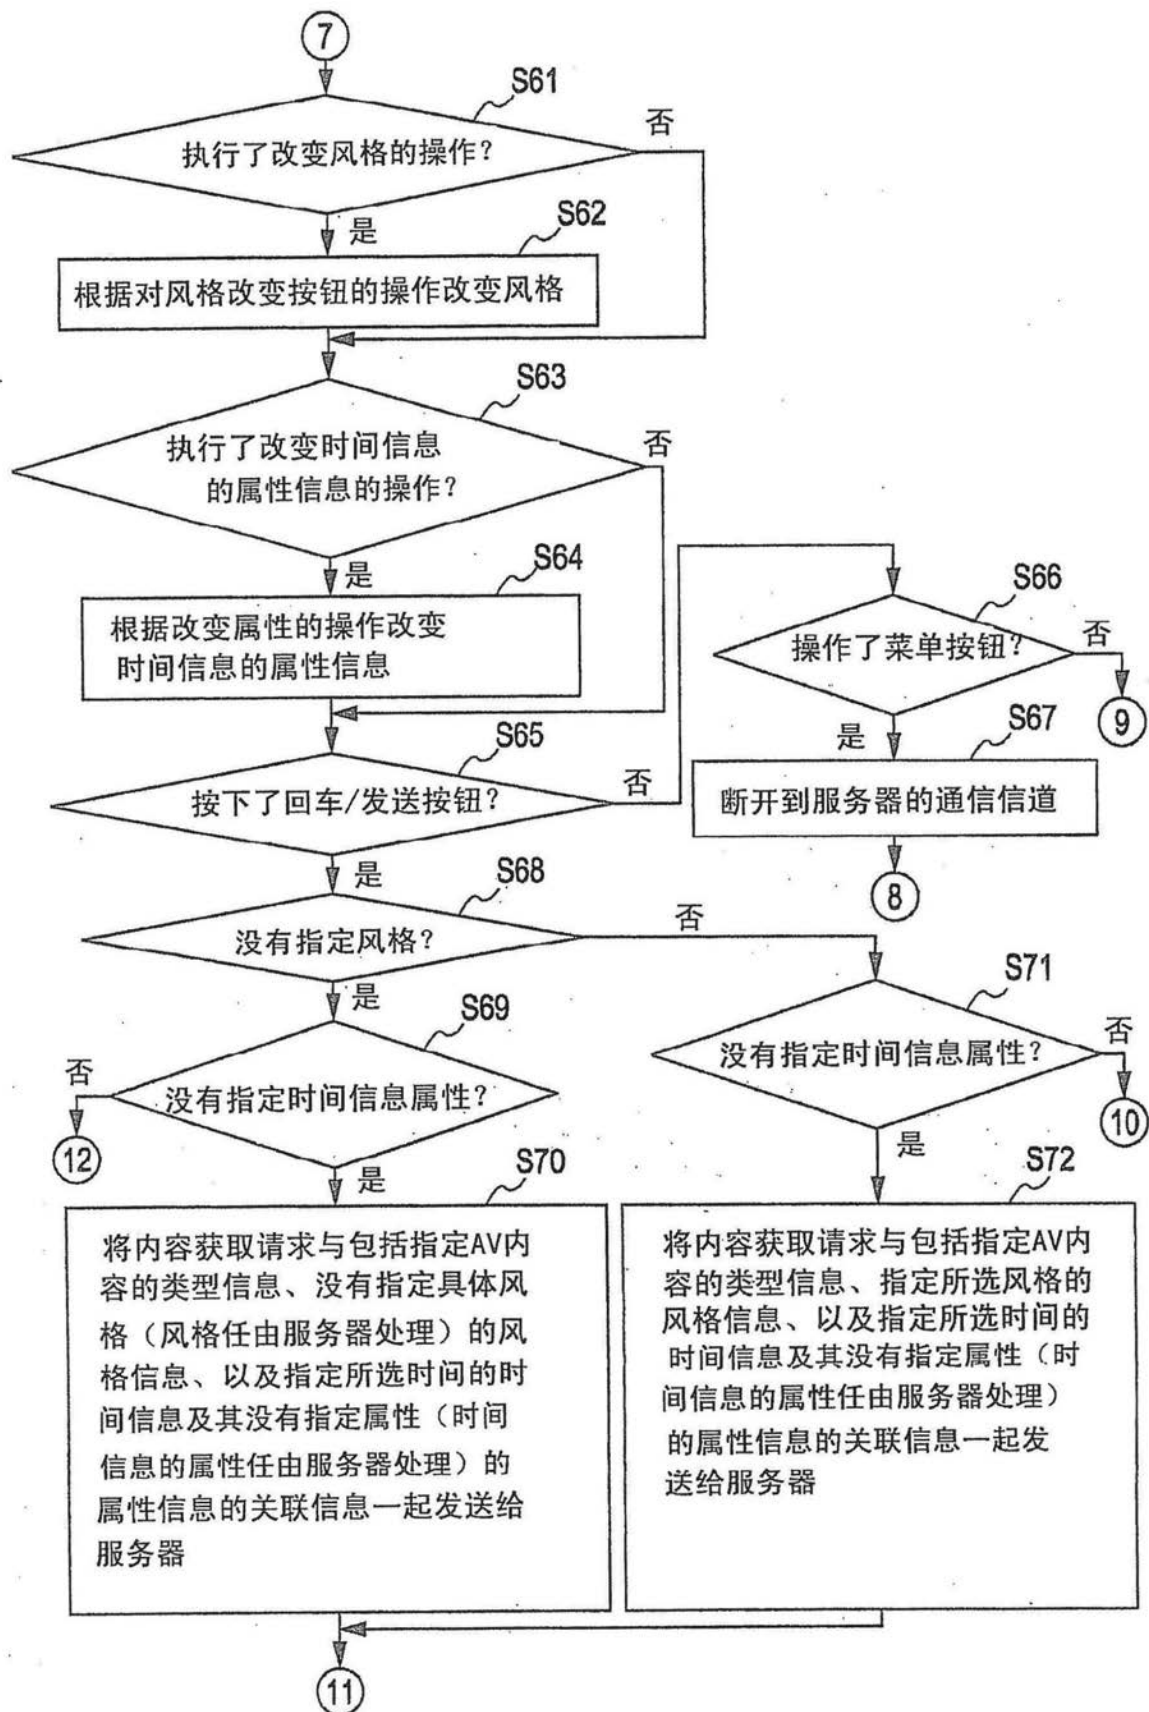 7
S61
执行了改变风格的操作？
否
是
S62
根据对风格改变按钮的操作改变风格
S63
执行了改变时间信息
的属性信息的操作？
否
是
S64
根据改变属性的操作改变
时间信息的属性信息
S65
按下了回车/发送按钮？
否
是
S66
操作了菜单按钮？
否
9
是
S67
断开到服务器的通信信道
8
S68
没有指定风格？
否
是
S69
没有指定时间信息属性？
否
12
是
S71
没有指定时间信息属性？
否
10
是
S70
将内容获取请求与包括指定AV内
容的类型信息、没有指定具体风
格（风格任由服务器处理）的风
格信息、以及指定所选时间的时
间信息及其没有指定属性（时间
信息的属性任由服务器处理）的
属性信息的关联信息一起发送给
服务器
S72
将内容获取请求与包括指定AV内
容的类型信息、指定所选风格的
风格信息、以及指定所选时间的
时间信息及其没有指定属性（时
间信息的属性任由服务器处理）
的属性信息的关联信息一起发
送给服务器
11